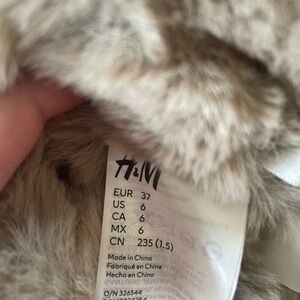 H&M
EUR 37
US 6
CA 6
MX 6
CN 235 (1.5)
Made in China
Fabriqué en Chine
Hecho en China
O/N 326544